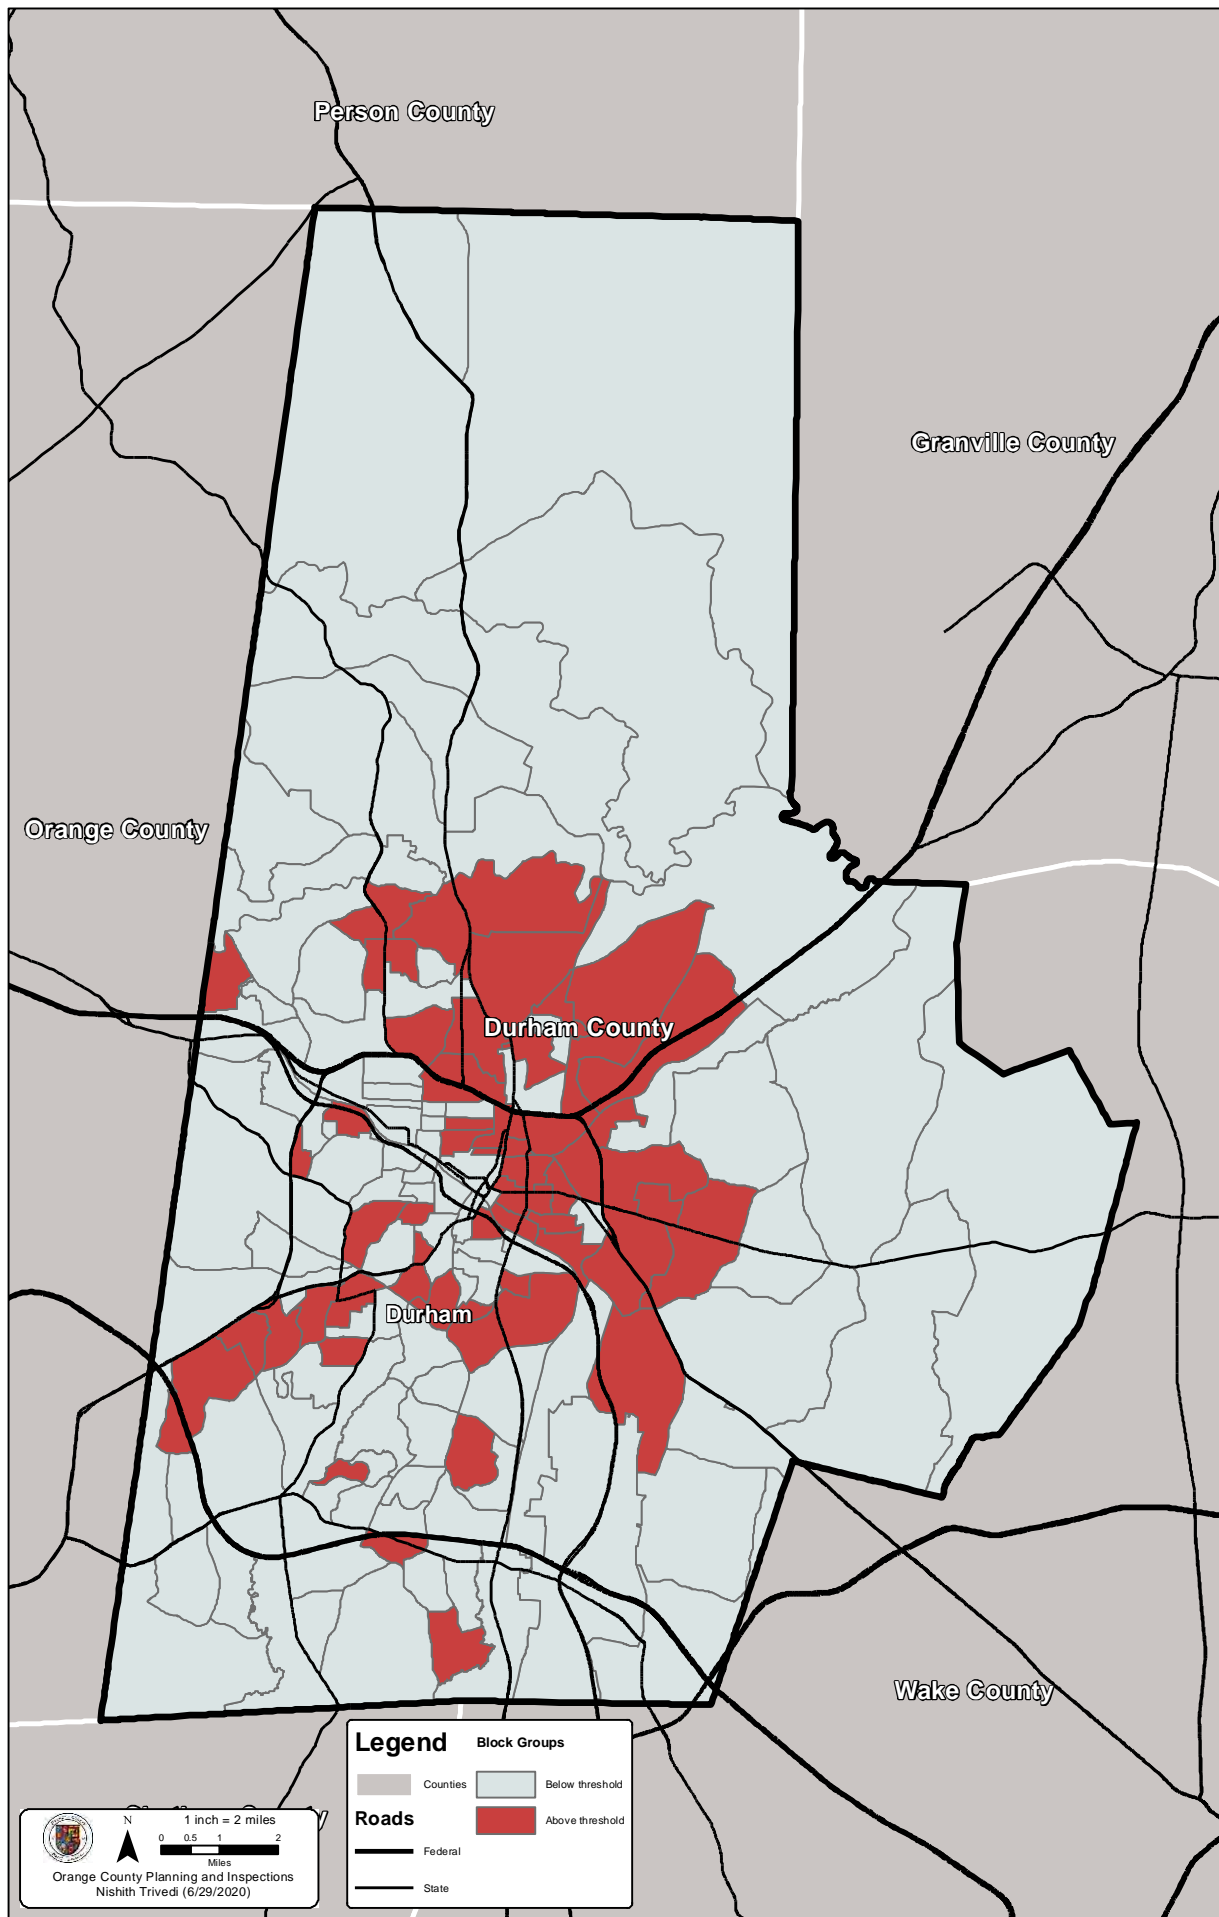 Person County
Granville County
Orange County
Durham County
Durham
Wake County
Legend
Block Groups
Counties
Below threshold
Roads
Above threshold
Federal
State
N
1 inch = 2 miles
0 0.5 1 2
Miles
Orange County Planning and Inspections
Nishith Trivedi (6/29/2020)